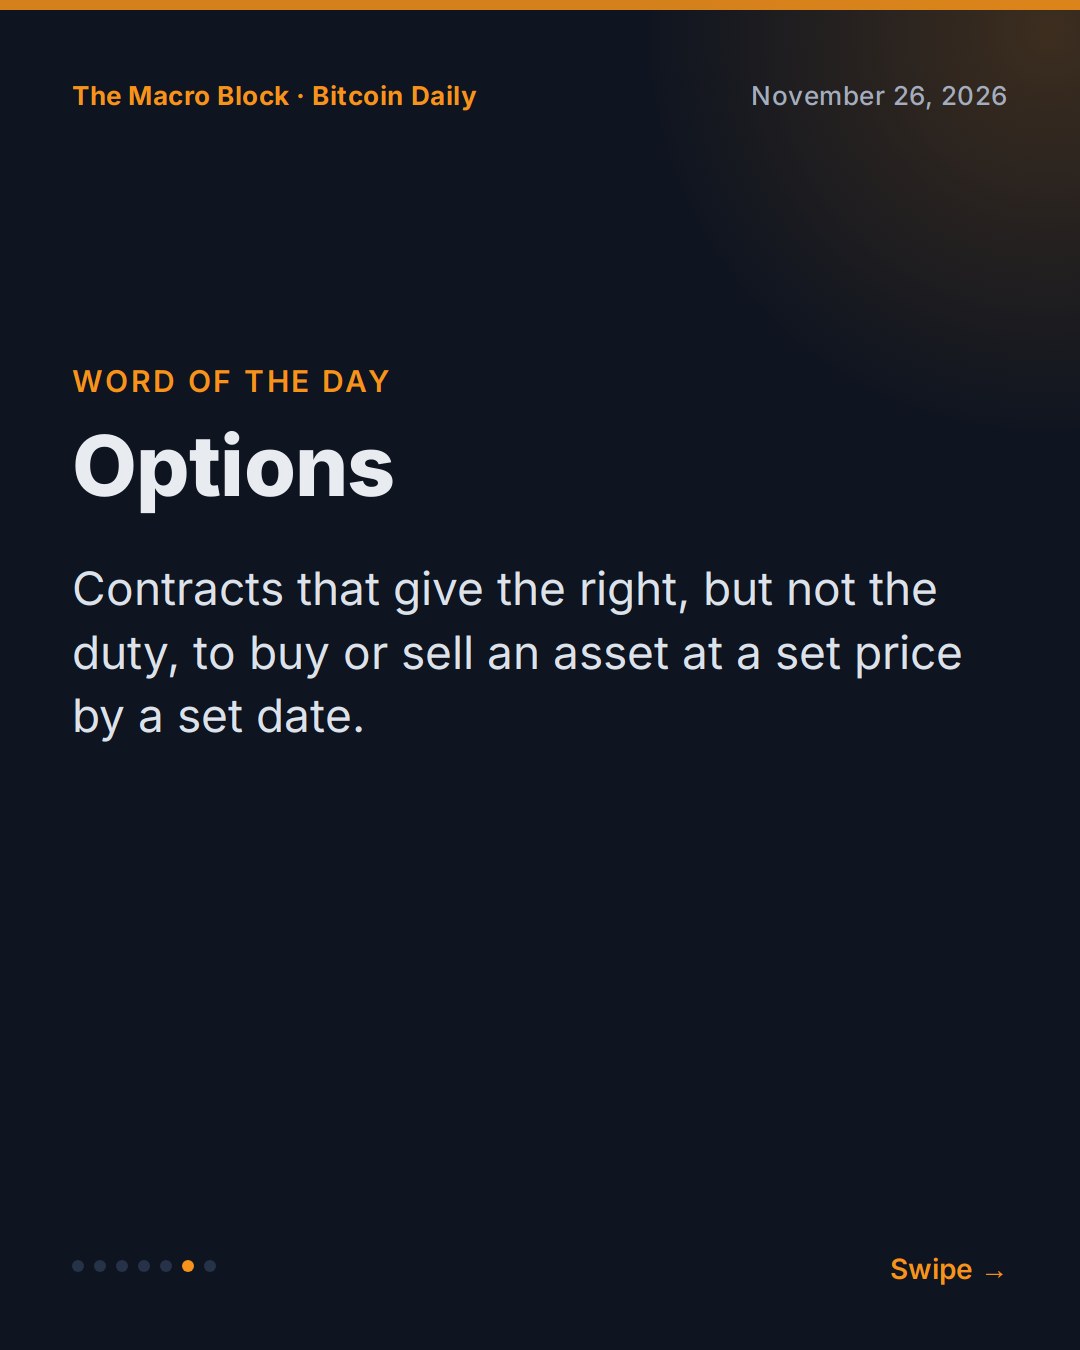 The Macro Block · Bitcoin Daily
November 26, 2026
WORD OF THE DAY
Options
Contracts that give the right, but not the
duty, to buy or sell an asset at a set price
by a set date.
Swipe →